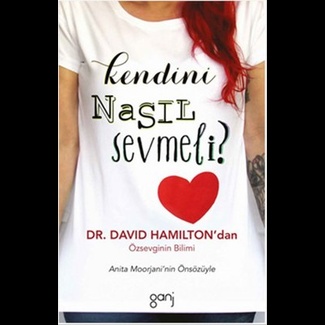 kendini
NaSIL
sevmeli?
DR. DAVID HAMILTON'dan
Özsevginin Bilimi
Anita Moorjani'nin Önsözüyle
ganj